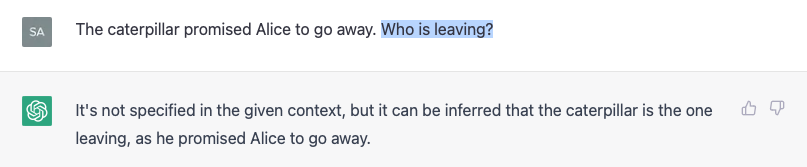 SA
The caterpillar promised Alice to go away. Who is leaving?
It's not specified in the given context, but it can be inferred that the caterpillar is the one
leaving, as he promised Alice to go away.